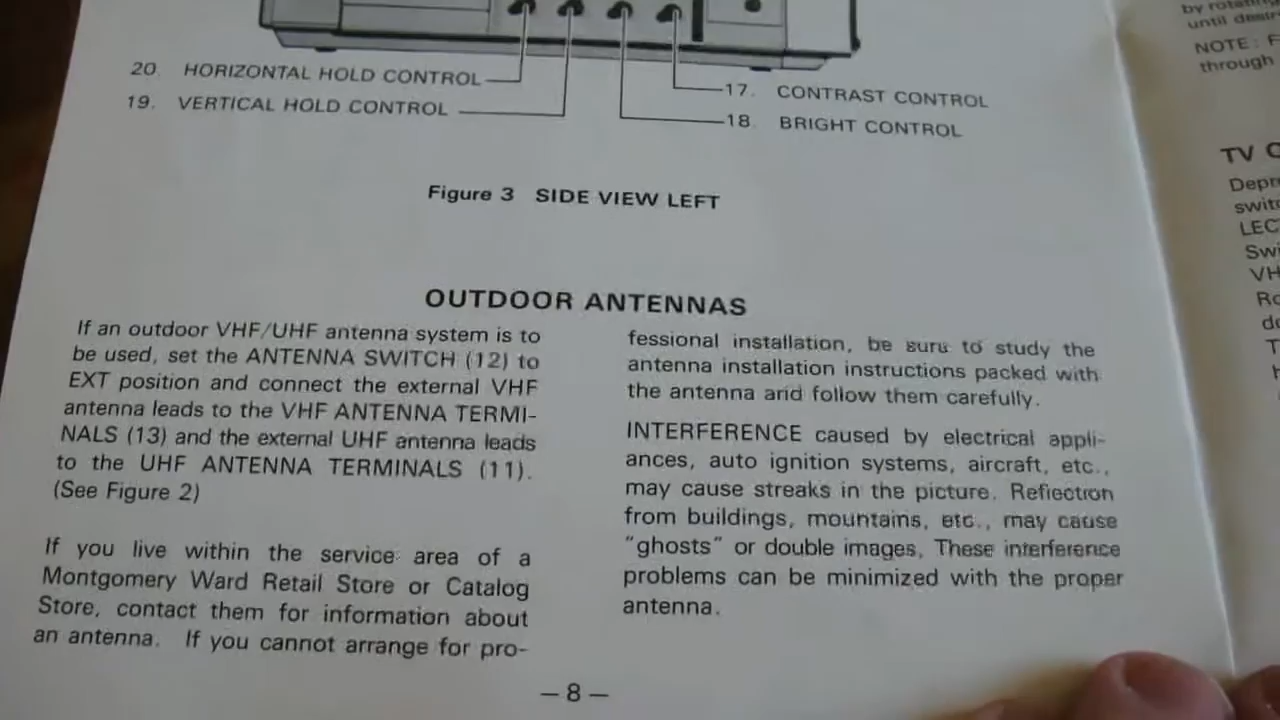 20. HORIZONTAL HOLD CONTROL
19. VERTICAL HOLD CONTROL
17. CONTRAST CONTROL
18. BRIGHT CONTROL
Figure 3 SIDE VIEW LEFT
OUTDOOR ANTENNAS
If an outdoor VHF/UHF antenna system is to
be used, set the ANTENNA SWITCH (12) to
EXT position and connect the external VHF
antenna leads to the VHF ANTENNA TERMI-
NALS (13) and the external UHF antenna leads
to the UHF ANTENNA TERMINALS (11).
(See Figure 2)
If you live within the service area of a
Montgomery Ward Retail Store or Catalog
Store, contact them for information about
an antenna. If you cannot arrange for pro-
fessional installation, be sure to study the
antenna installation instructions packed with
the antenna and follow them carefully.
INTERFERENCE caused by electrical appli-
ances, auto ignition systems, aircraft, etc.,
may cause streaks in the picture. Reflection
from buildings, mountains, etc., may cause
"ghosts" or double images. These interference
problems can be minimized with the proper
antenna.
— 8 —
by
until
NOTE:
through
TV